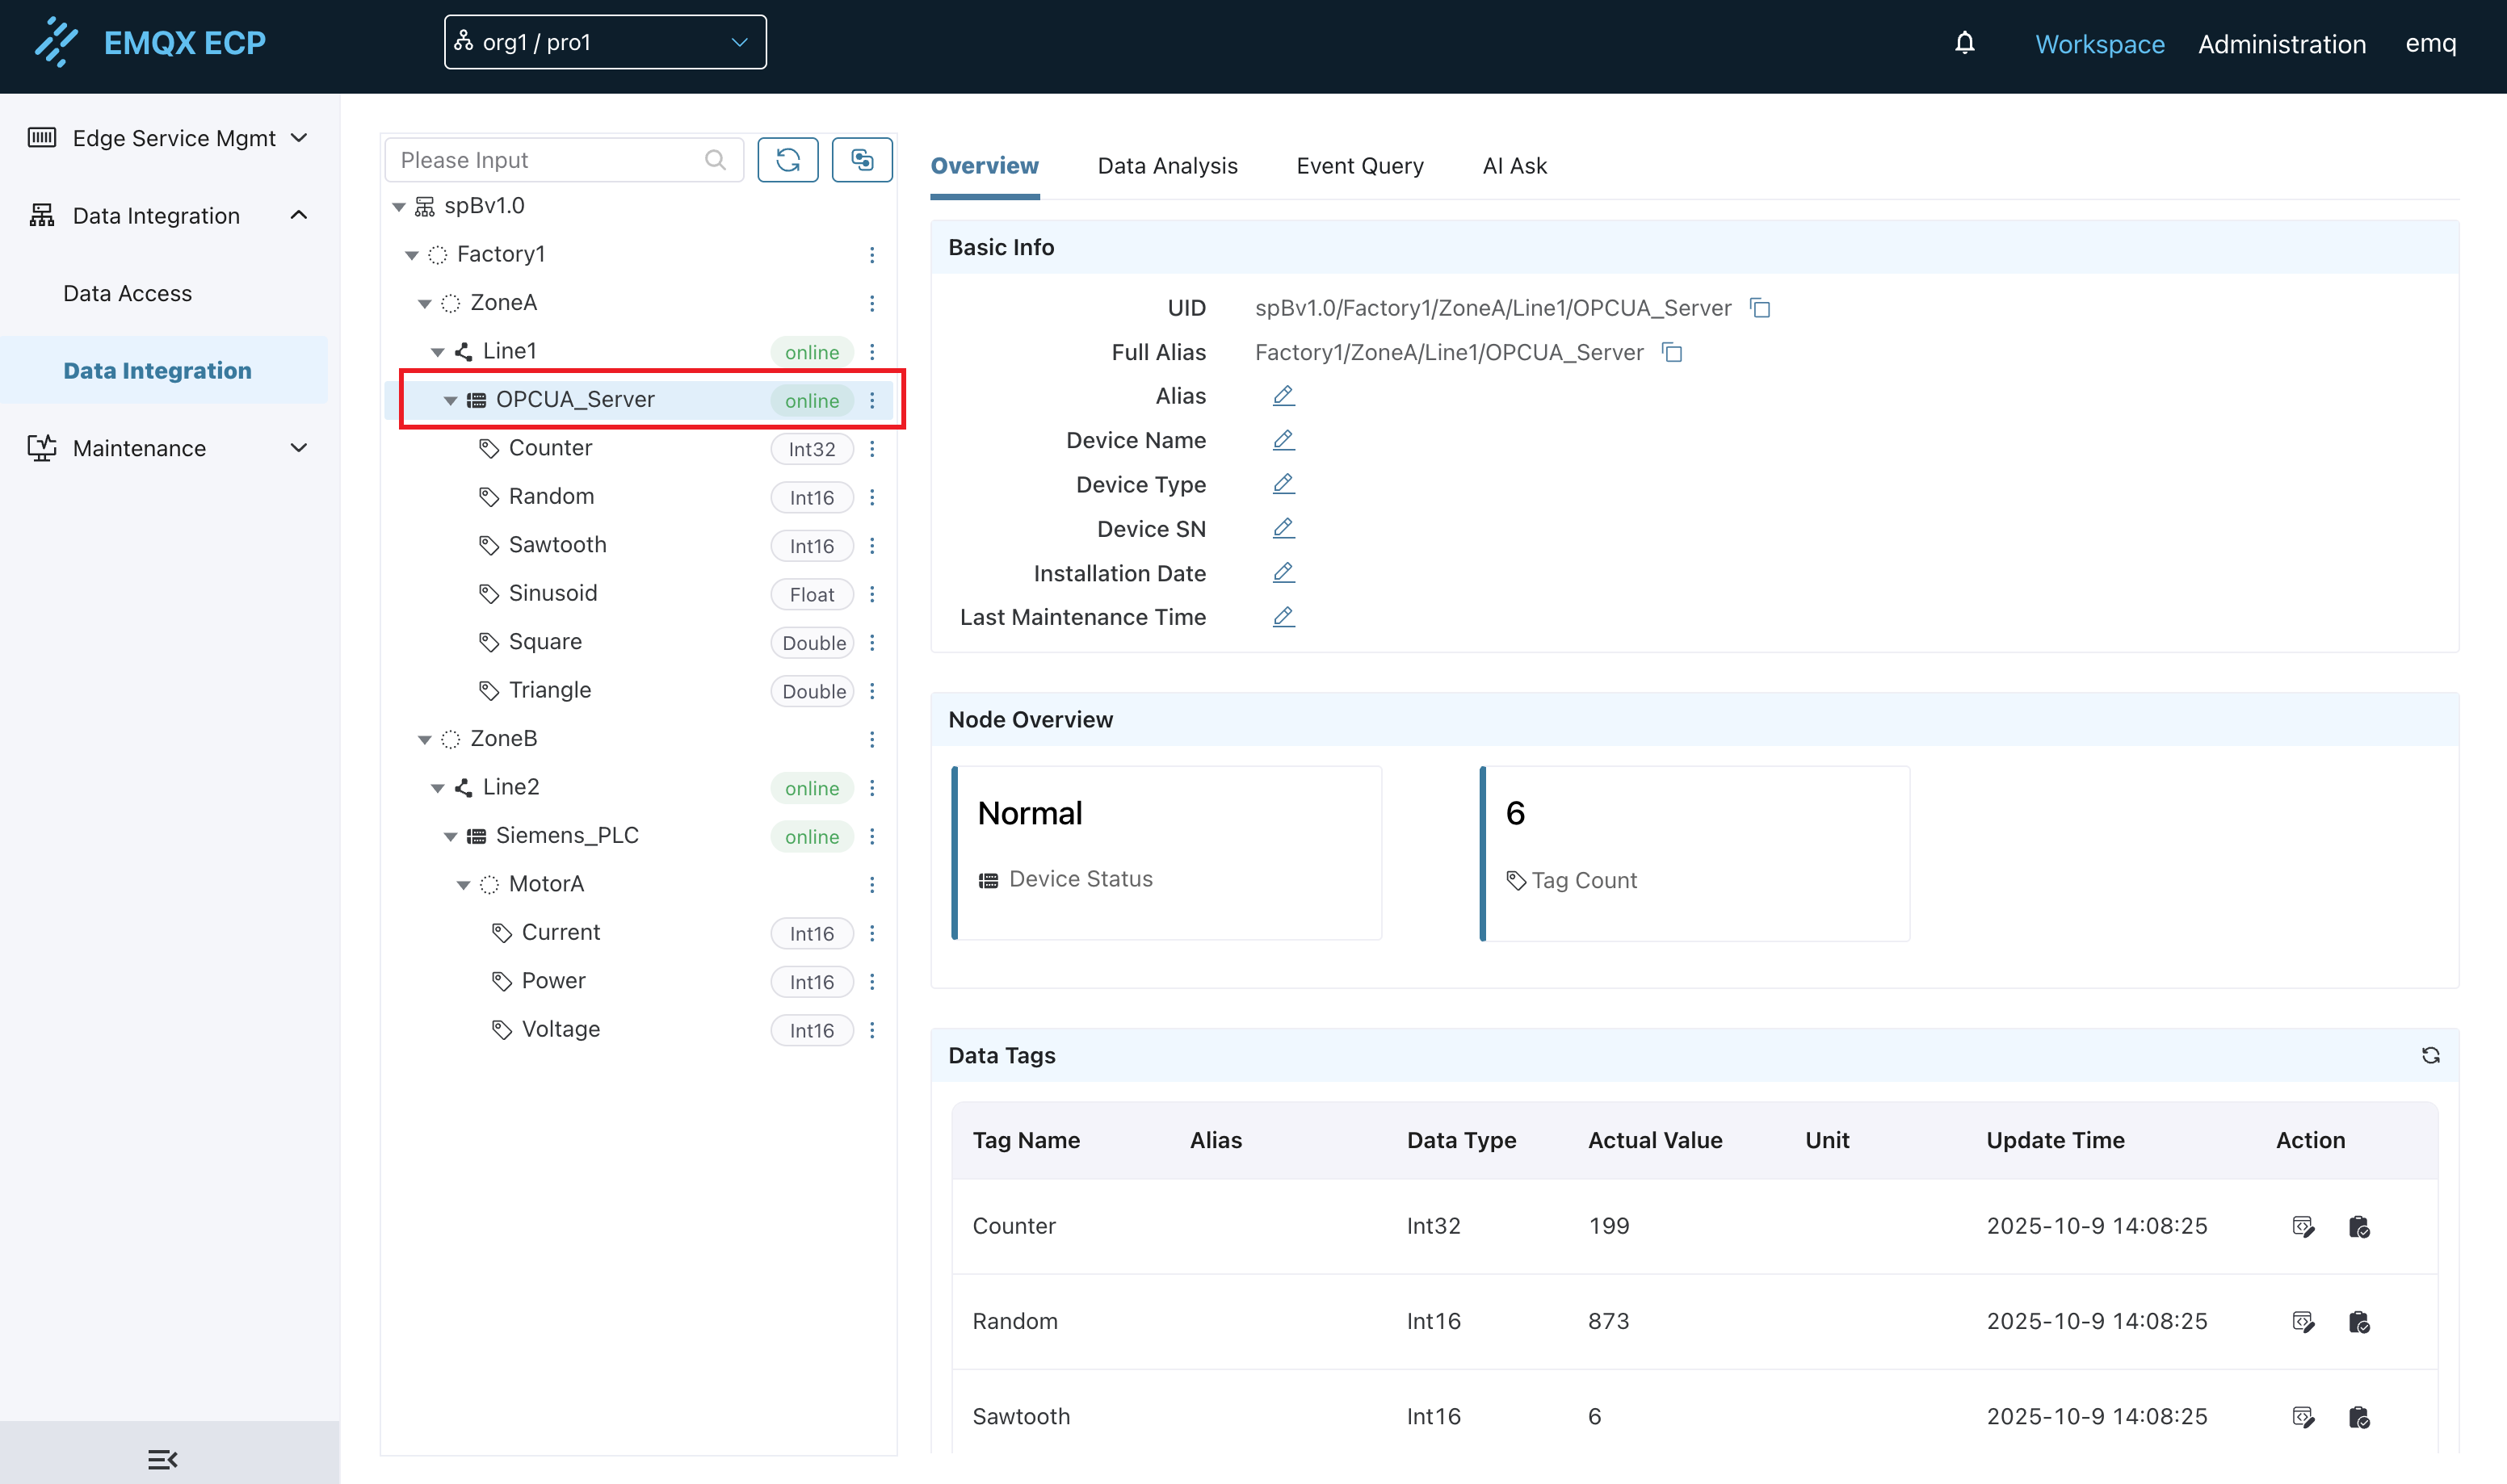 EMQX ECP
org1 / pro1
Workspace
Administration
emq
Edge Service Mgmt
Data Integration
Data Access
Data Integration
Maintenance
Please Input
spBv1.0
Factory1
ZoneA
Line1 online
OPCUA_Server online
Counter Int32
Random Int16
Sawtooth Int16
Sinusoid Float
Square Double
Triangle Double
ZoneB
Line2 online
Siemens_PLC online
MotorA
Current Int16
Power Int16
Voltage Int16
Overview Data Analysis Event Query AI Ask
Basic Info
UID spBv1.0/Factory1/ZoneA/Line1/OPCUA_Server
Full Alias Factory1/ZoneA/Line1/OPCUA_Server
Alias
Device Name
Device Type
Device SN
Installation Date
Last Maintenance Time
Node Overview
Normal
Device Status
6
Tag Count
Data Tags
Tag Name Alias Data Type Actual Value Unit Update Time Action
Counter Int32 199 2025-10-9 14:08:25
Random Int16 873 2025-10-9 14:08:25
Sawtooth Int16 6 2025-10-9 14:08:25